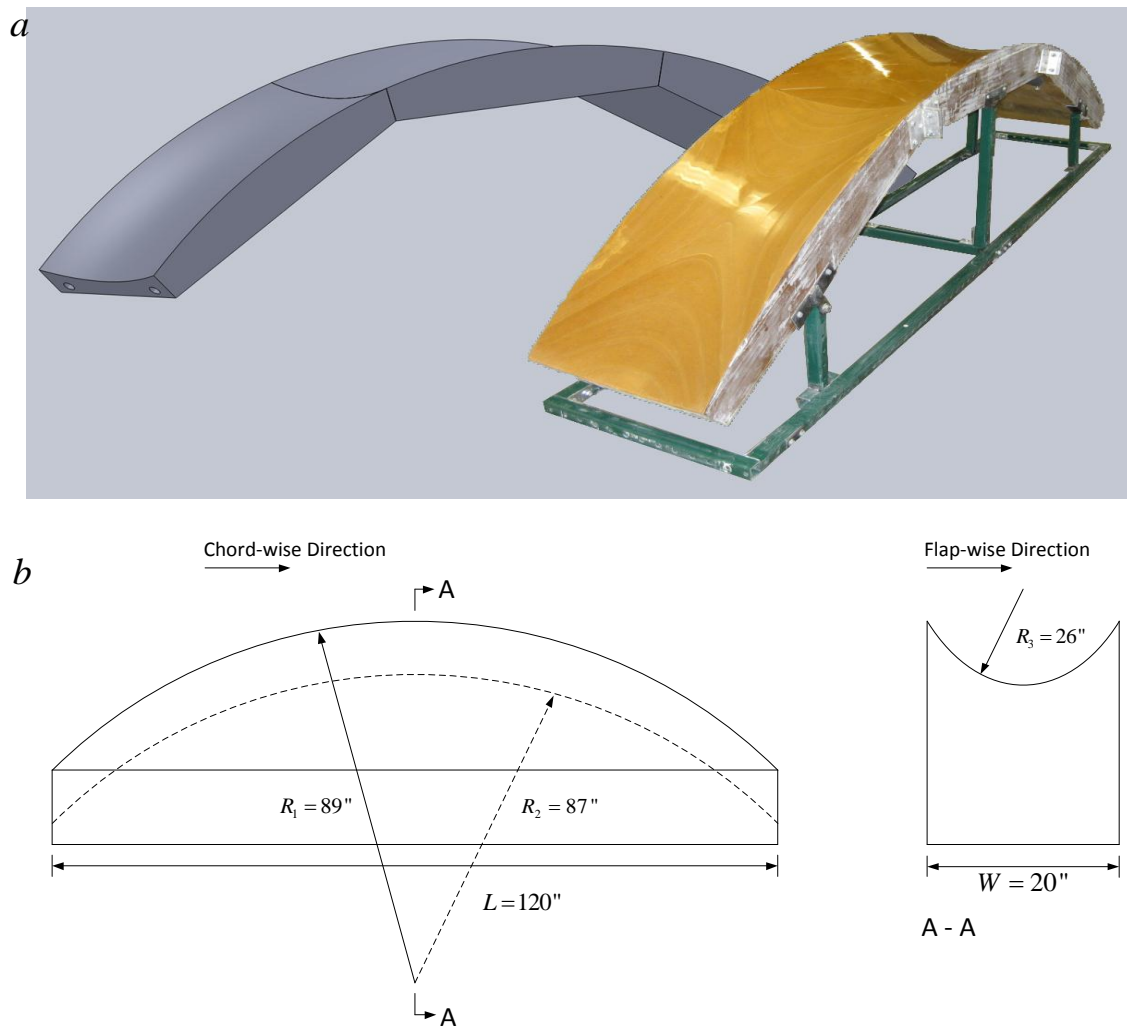 a
b
Chord-wise Direction
Flap-wise Direction
A
R₃ = 26"
R₁ = 89"
R₂ = 87"
L=120"
W = 20"
A - A
A